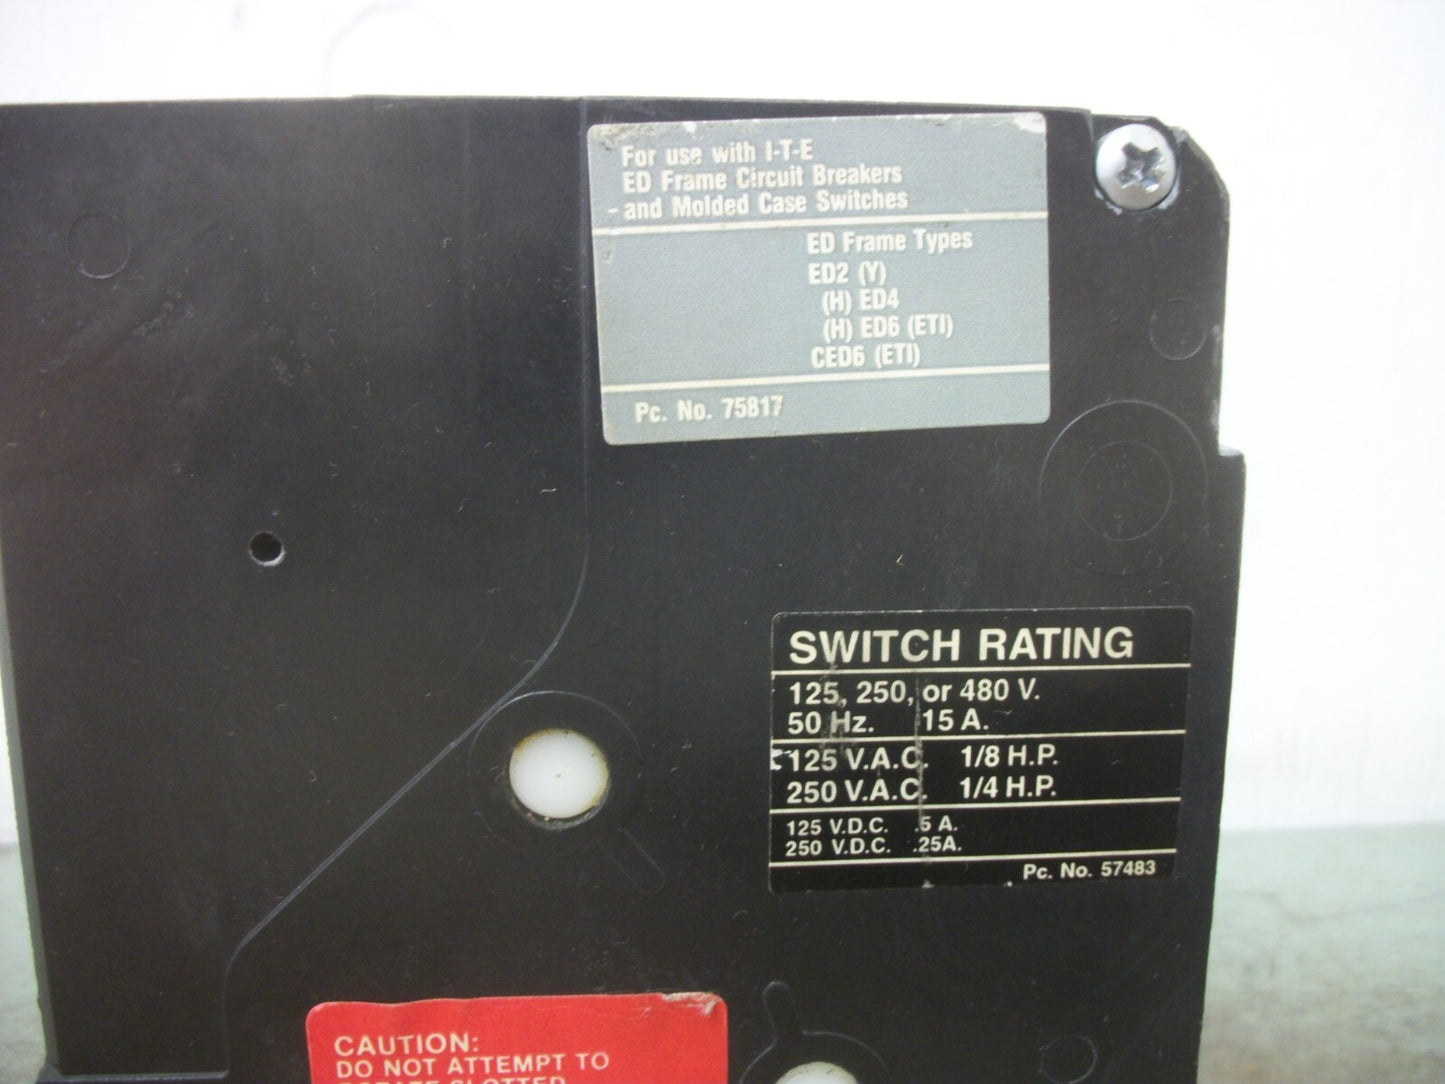 For use with I-T-E
ED Frame Circuit Breakers
and Molded Case Switches
ED Frame Types
ED2 (Y)
(H) ED4
(H) ED6 (ETI)
CED6 (ETI)
Pc. No. 75817
SWITCH RATING
125, 250, or 480 V.
50 Hz. 15 A.
125 V.A.C. 1/8 H.P.
250 V.A.C. 1/4 H.P.
125 V.D.C. .5 A.
250 V.D.C. .25A.
Pc. No. 57483
CAUTION:
DO NOT ATTEMPT TO
ROTATE SLOTTED